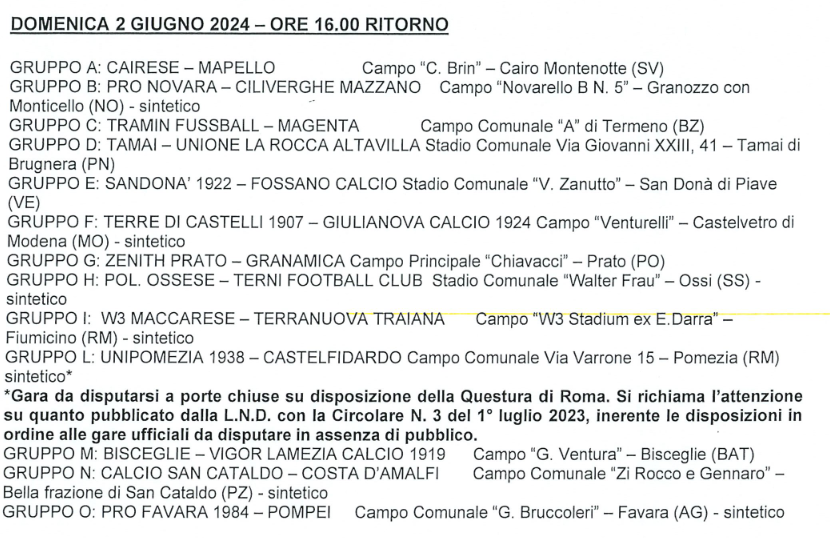 DOMENICA 2 GIUGNO 2024 – ORE 16.00 RITORNO
GRUPPO A: CAIRESE – MAPELLO Campo "C. Brin" – Cairo Montenotte (SV)
GRUPPO B: PRO NOVARA – CILIVERGHE MAZZANO Campo "Novarello B N. 5" – Granozzo con
Monticello (NO) - sintetico
GRUPPO C: TRAMIN FUSSBALL – MAGENTA Campo Comunale "A" di Termeno (BZ)
GRUPPO D: TAMAI – UNIONE LA ROCCA ALTAVILLA Stadio Comunale Via Giovanni XXIII, 41 – Tamai di
Brugnera (PN)
GRUPPO E: SANDONA' 1922 – FOSSANO CALCIO Stadio Comunale "V. Zanutto" – San Donà di Piave
(VE)
GRUPPO F: TERRE DI CASTELLI 1907 – GIULIANOVA CALCIO 1924 Campo "Venturelli" – Castelvetro di
Modena (MO) - sintetico
GRUPPO G: ZENITH PRATO – GRANAMICA Campo Principale "Chiavacci" – Prato (PO)
GRUPPO H: POL. OSSESE – TERNI FOOTBALL CLUB Stadio Comunale "Walter Frau" – Ossi (SS) -
sintetico
GRUPPO I: W3 MACCARESE – TERRANUOVA TRAIANA Campo "W3 Stadium ex E.Darra" –
Fiumicino (RM) - sintetico
GRUPPO L: UNIPOMEZIA 1938 – CASTELFIDARDO Campo Comunale Via Varrone 15 – Pomezia (RM)
sintetico*
*Gara da disputarsi a porte chiuse su disposizione della Questura di Roma. Si richiama l'attenzione
su quanto pubblicato dalla L.N.D. con la Circolare N. 3 del 1° luglio 2023, inerente le disposizioni in
ordine alle gare ufficiali da disputare in assenza di pubblico.
GRUPPO M: BISCEGLIE – VIGOR LAMEZIA CALCIO 1919 Campo "G. Ventura" – Bisceglie (BAT)
GRUPPO N: CALCIO SAN CATALDO – COSTA D'AMALFI Campo Comunale "Zi Rocco e Gennaro" –
Bella frazione di San Cataldo (PZ) - sintetico
GRUPPO O: PRO FAVARA 1984 – POMPEI Campo Comunale "G. Bruccoleri" – Favara (AG) - sintetico